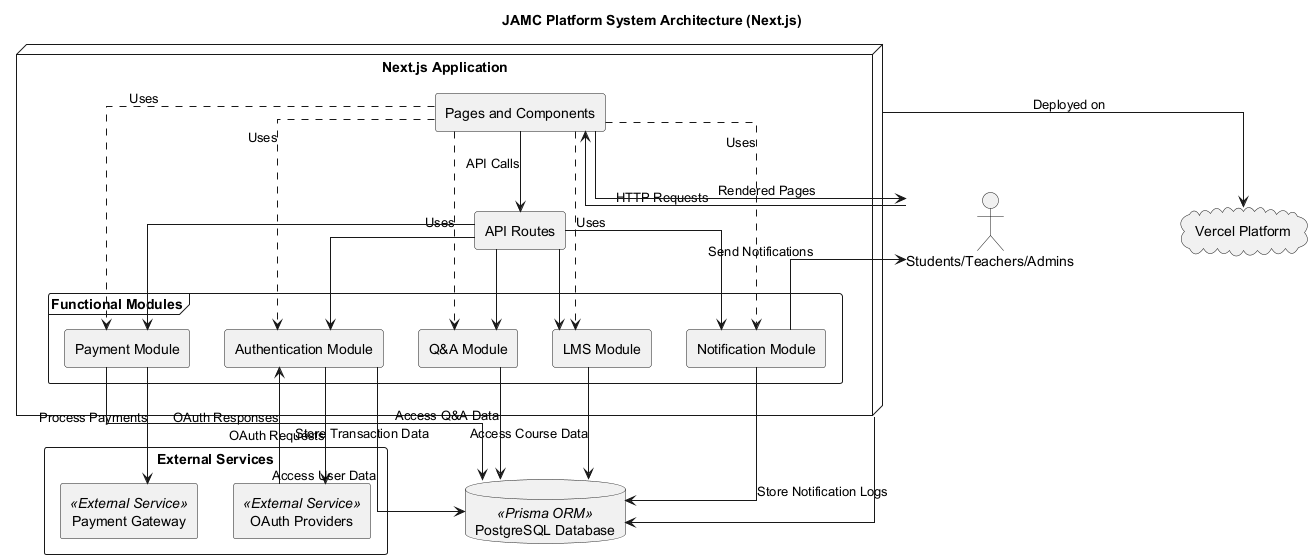 JAMC Platform System Architecture (Next.js)
Next.js Application
Pages and Components
Uses
Uses
Uses
Deployed on
API Calls
HTTP Requests
Rendered Pages
Uses
Uses
API Routes
Send Notifications
Students/Teachers/Admins
Vercel Platform
Functional Modules
Payment Module
Authentication Module
Q&A Module
LMS Module
Notification Module
Process Payments
OAuth Responses
Access Q&A Data
OAuth Requests
Store Transaction Data
Access Course Data
External Services
Access User Data
Store Notification Logs
«External Service»
Payment Gateway
«External Service»
OAuth Providers
«Prisma ORM»
PostgreSQL Database